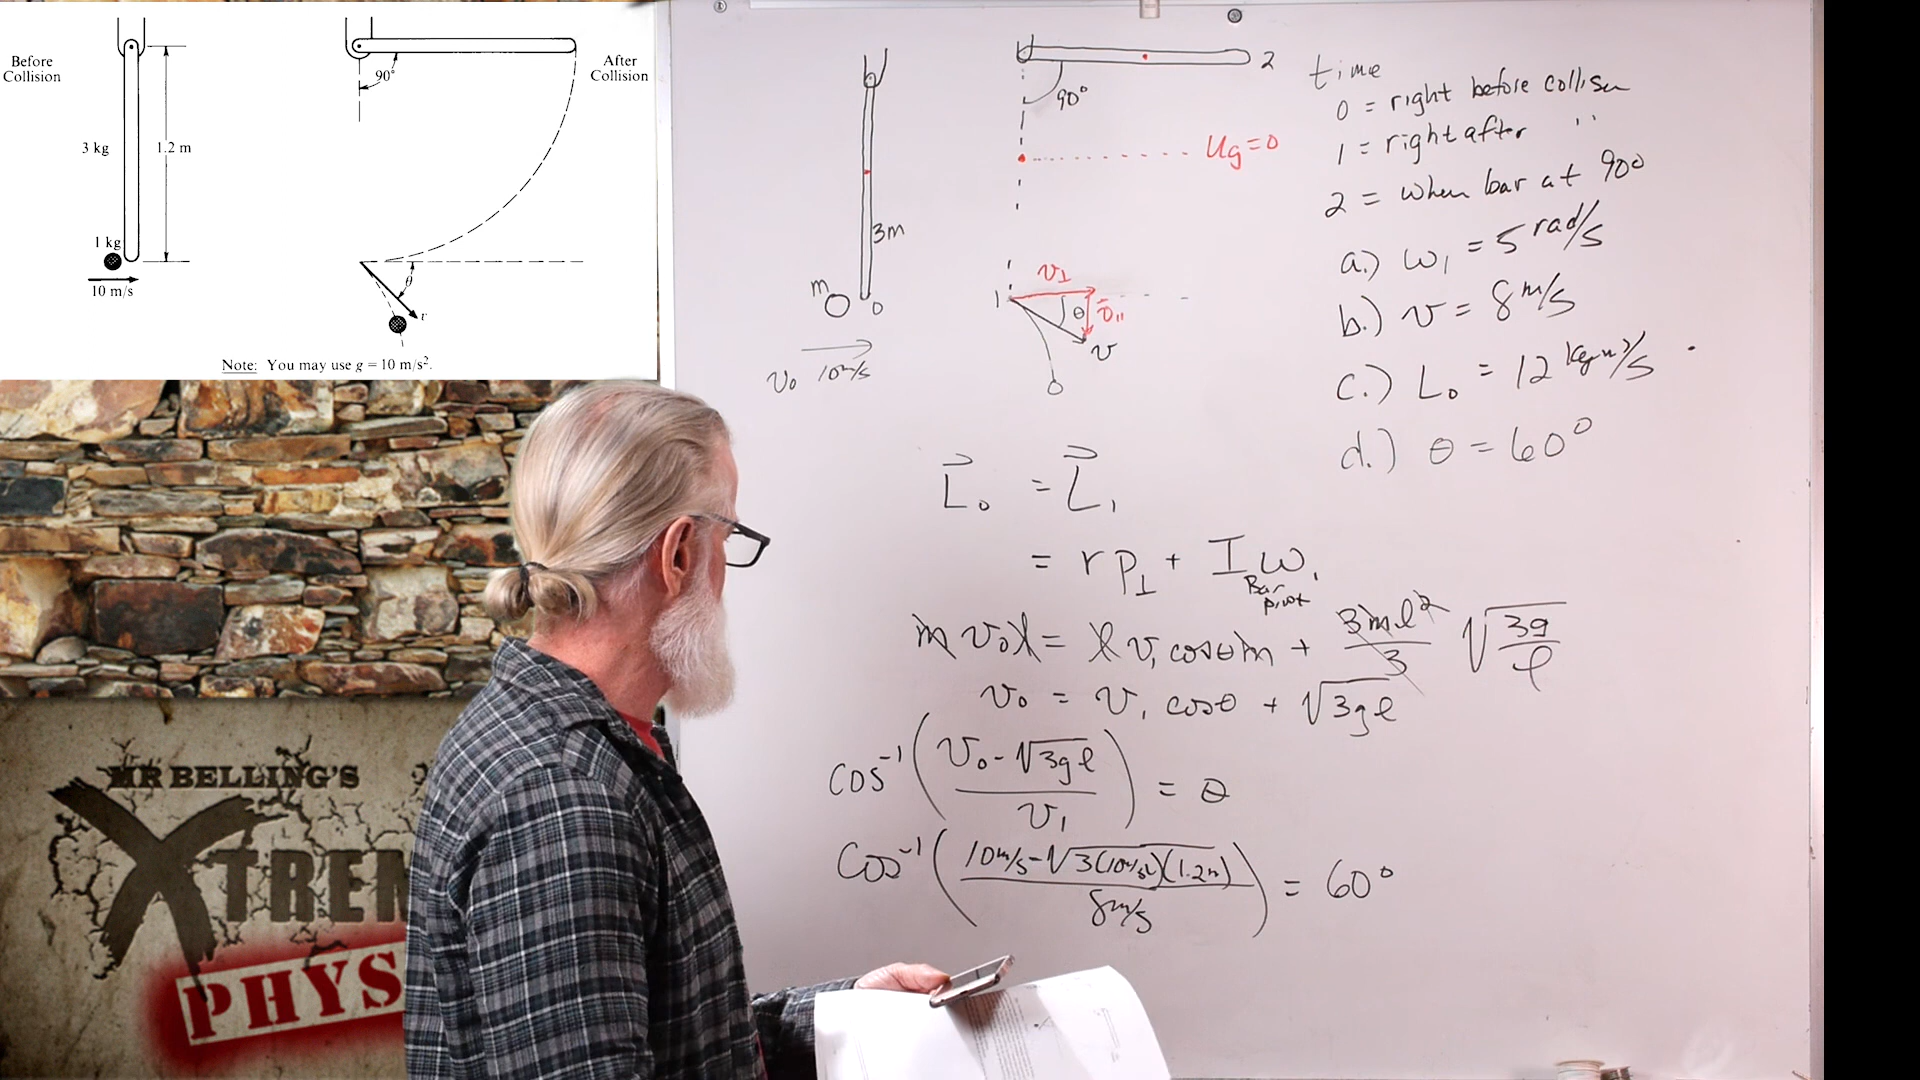 Before
Collision
90°
After
Collision
3 kg
1.2 m
1 kg
10 m/s
θ
v
Note: You may use g = 10 m/s².
MR BELLING'S
XTREM
PHYS
2
90°
Ug=0
3m
m
0
v₀ 10m/s
1
v⊥
θ
v||
v
time
0 = right before collision
1 = right after ''
2 = when bar at 90°
a.) ω₁ = 5 rad/s
b.) v = 8 m/s
c.) L₀ = 12 kg·m²/s
d.) θ = 60°
L₀ = L₁
= r p⊥ + I ω₁
Bar
pivot
m v₀ l = l v₁ cosθ m + 3ml²/3 √(3g/l)
v₀ = v₁ cosθ + √3gl
cos⁻¹((v₀ - √3gl)/v₁) = θ
cos⁻¹((10m/s - √3(10m/s²)(1.2m))/8m/s) = 60°